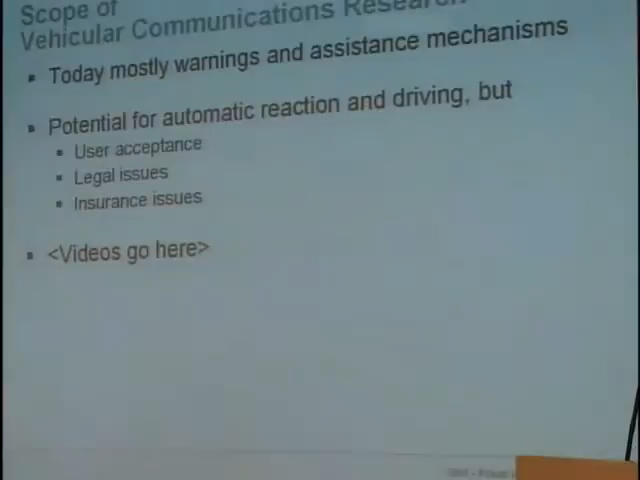 Scope of
Vehicular Communications Research
▪ Today mostly warnings and assistance mechanisms
▪ Potential for automatic reaction and driving, but
▪ User acceptance
▪ Legal issues
▪ Insurance issues
▪ <Videos go here>